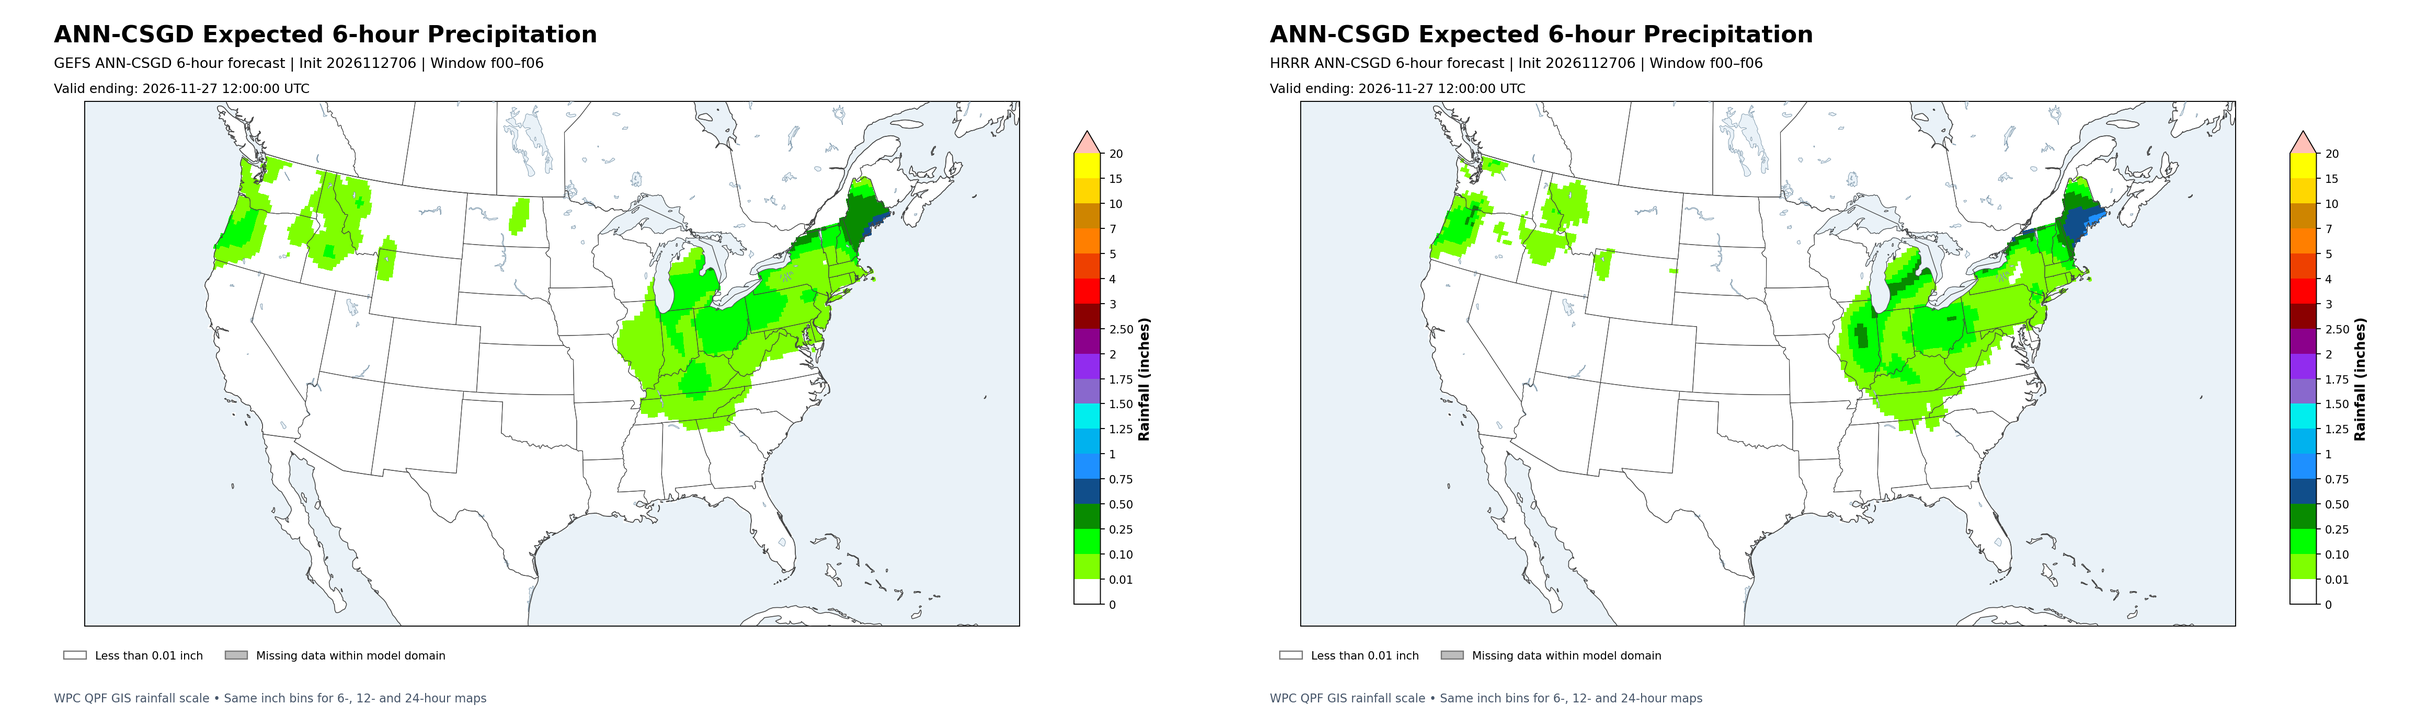 ANN-CSGD Expected 6-hour Precipitation
GEFS ANN-CSGD 6-hour forecast | Init 2026112706 | Window f00–f06
Valid ending: 2026-11-27 12:00:00 UTC
20
15
10
7
5
4
3
2.50
2
1.75
1.50
1.25
1
0.75
0.50
0.25
0.10
0.01
0
Rainfall (inches)
Less than 0.01 inch
Missing data within model domain
WPC QPF GIS rainfall scale • Same inch bins for 6-, 12- and 24-hour maps
ANN-CSGD Expected 6-hour Precipitation
HRRR ANN-CSGD 6-hour forecast | Init 2026112706 | Window f00–f06
Valid ending: 2026-11-27 12:00:00 UTC
20
15
10
7
5
4
3
2.50
2
1.75
1.50
1.25
1
0.75
0.50
0.25
0.10
0.01
0
Rainfall (inches)
Less than 0.01 inch
Missing data within model domain
WPC QPF GIS rainfall scale • Same inch bins for 6-, 12- and 24-hour maps